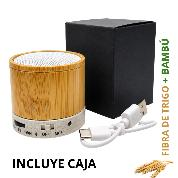 FIBRA DE TRIGO + BAMBÚ
INCLUYE CAJA